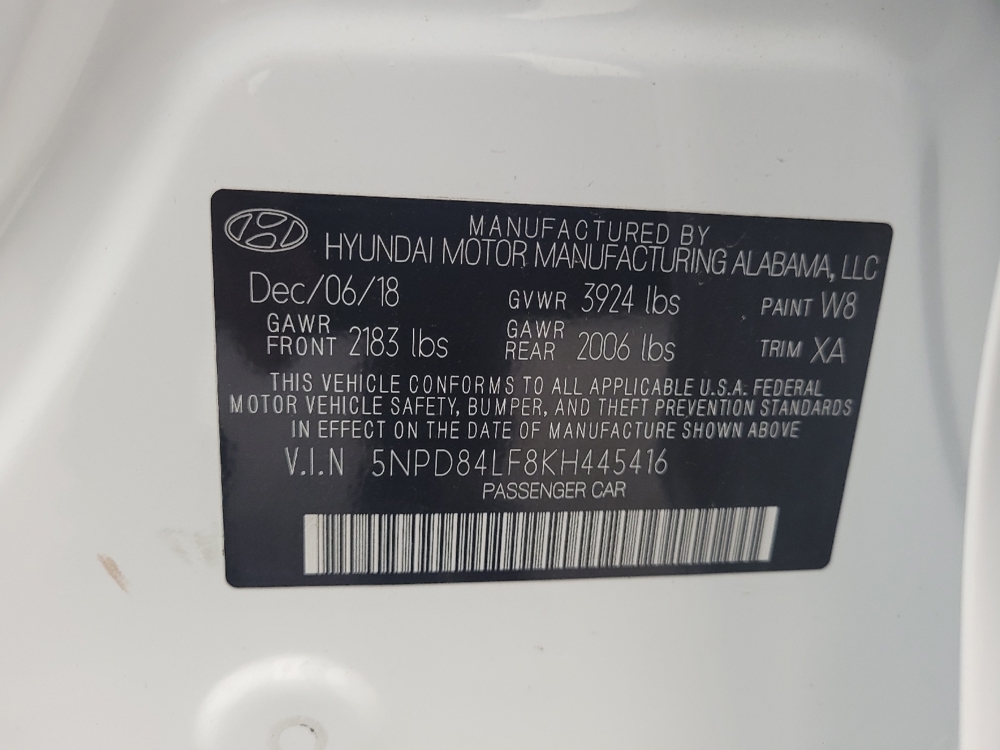 MANUFACTURED BY
HYUNDAI MOTOR MANUFACTURING ALABAMA, LLC
Dec/06/18 GVWR 3924 lbs PAINT W8
GAWR FRONT 2183 lbs GAWR REAR 2006 lbs TRIM XA
THIS VEHICLE CONFORMS TO ALL APPLICABLE U.S.A. FEDERAL
MOTOR VEHICLE SAFETY, BUMPER, AND THEFT PREVENTION STANDARDS
IN EFFECT ON THE DATE OF MANUFACTURE SHOWN ABOVE
V.I.N 5NPD84LF8KH445416
PASSENGER CAR